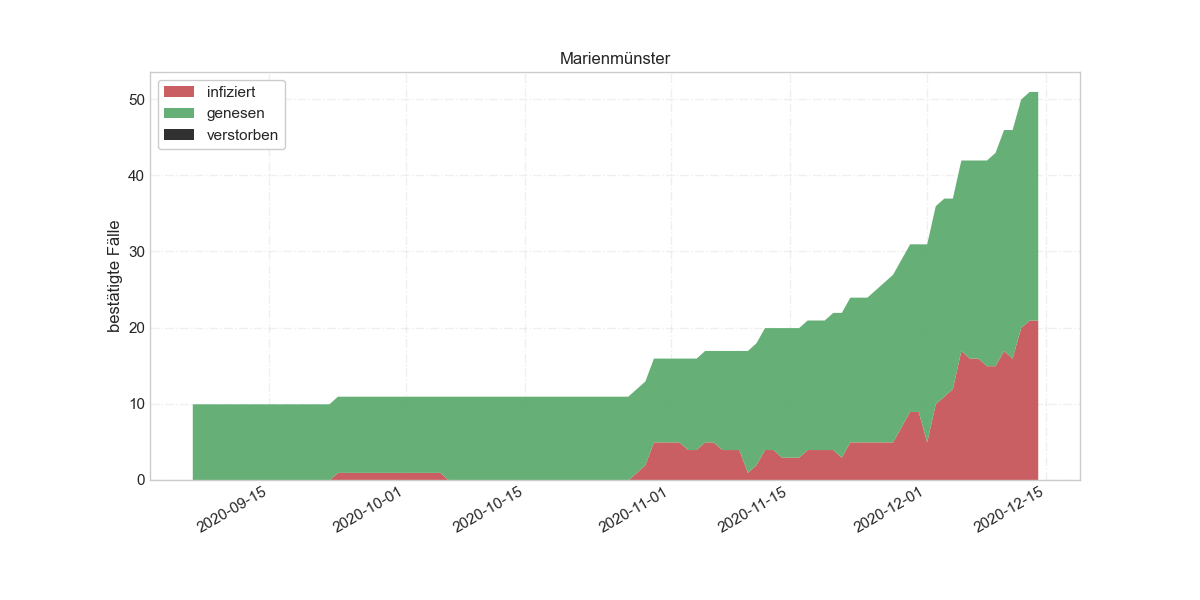 Marienmünster
infiziert
genesen
verstorben
bestätigte Fälle
50
40
30
20
10
0
2020-09-15
2020-10-01
2020-10-15
2020-11-01
2020-11-15
2020-12-01
2020-12-15